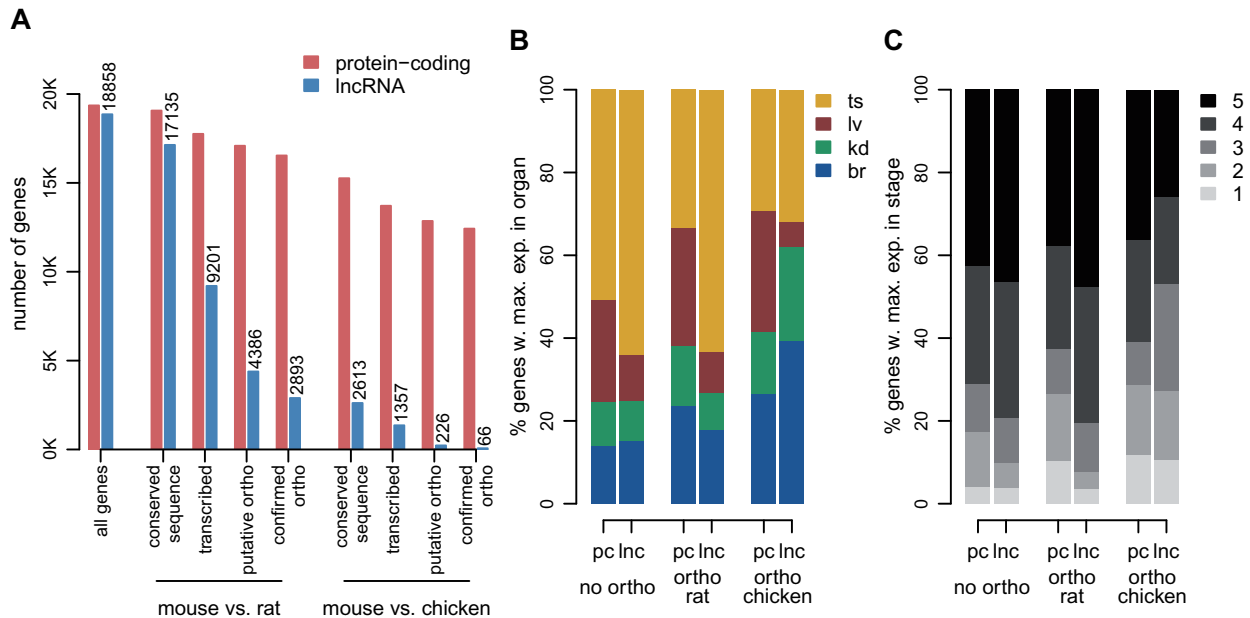 A
protein−coding
lncRNA
number of genes
20K
15K
10K
5K
0K
18858
17135
9201
4386
2893
2613
1357
226
66
all genes
conserved
sequence
transcribed
putative ortho
confirmed
ortho
conserved
sequence
transcribed
putative ortho
confirmed
ortho
mouse vs. rat
mouse vs. chicken
B
% genes w. max. exp. in organ
100
80
60
40
20
0
ts
lv
kd
br
pc lnc
no ortho
pc lnc
ortho
rat
pc lnc
ortho
chicken
C
% genes w. max. exp. in stage
100
80
60
40
20
0
5
4
3
2
1
pc lnc
no ortho
pc lnc
ortho
rat
pc lnc
ortho
chicken